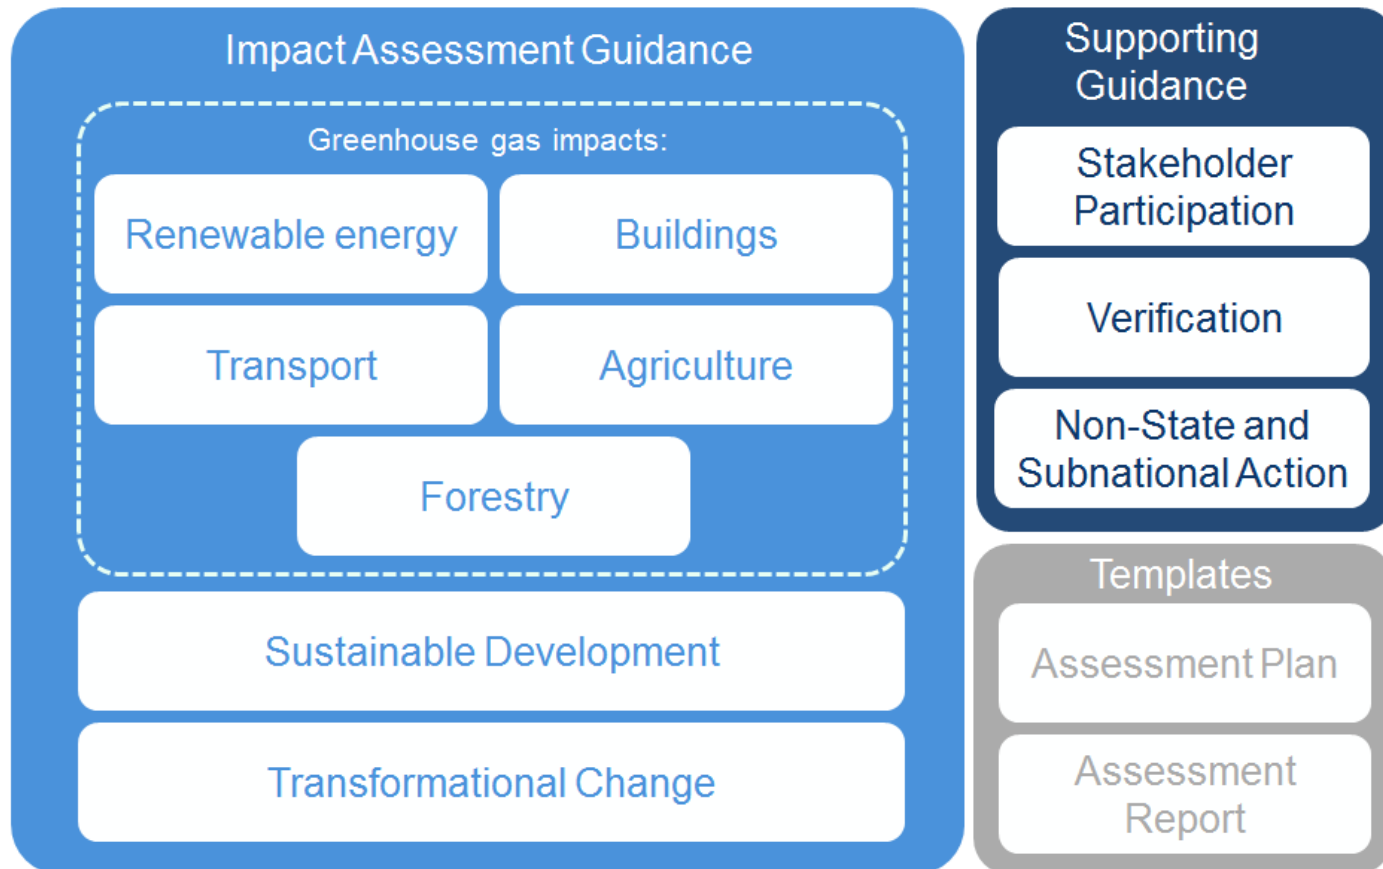 Impact Assessment Guidance
Greenhouse gas impacts:
Renewable energy
Buildings
Transport
Agriculture
Forestry
Sustainable Development
Transformational Change
Supporting
Guidance
Stakeholder
Participation
Verification
Non-State and
Subnational Action
Templates
Assessment Plan
Assessment
Report